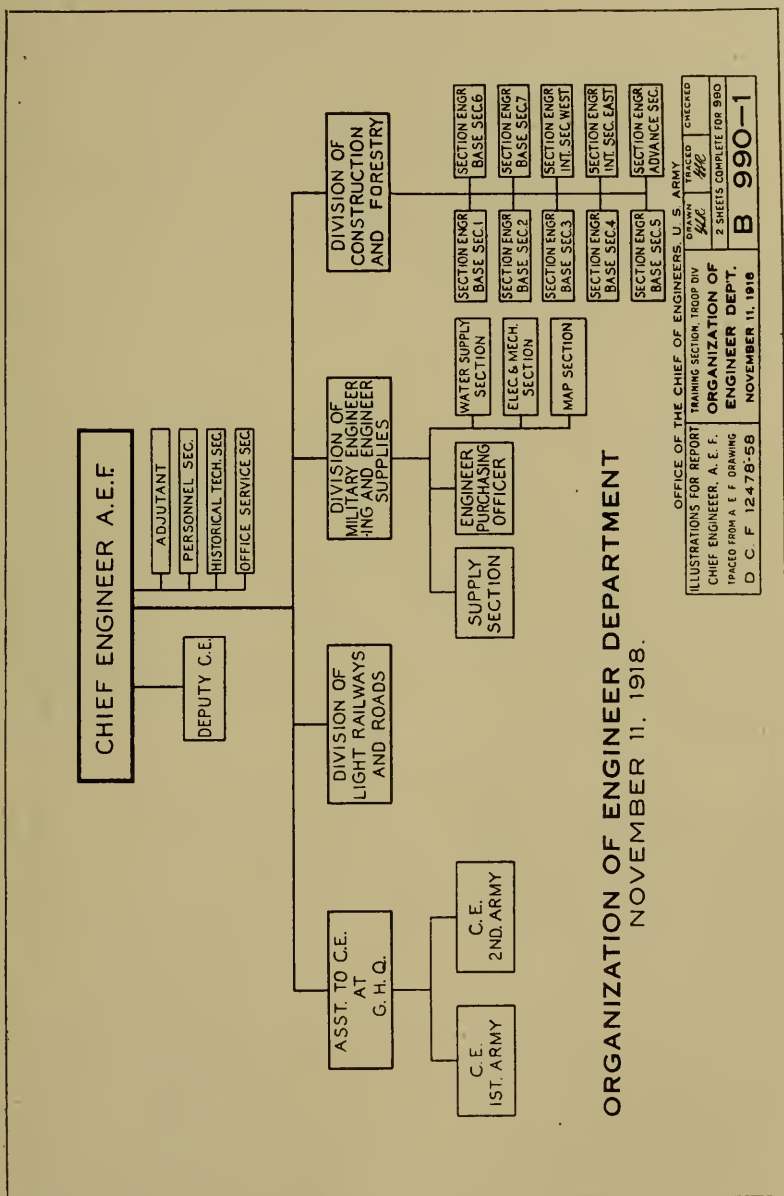 CHIEF ENGINEER A.E.F.
DEPUTY C.E.
ADJUTANT
PERSONNEL SEC.
HISTORICAL TECH. SEC.
OFFICE SERVICE SEC.
ASST. TO C.E.
AT
G. H. Q.
C. E.
1ST. ARMY
C. E.
2ND. ARMY
DIVISION OF
LIGHT RAILWAYS
AND ROADS
DIVISION OF
MILITARY ENGINEER
-ING AND ENGINEER
SUPPLIES
SUPPLY
SECTION
ENGINEER
PURCHASING
OFFICER
WATER SUPPLY
SECTION
ELEC. & MECH.
SECTION
MAP SECTION
DIVISION OF
CONSTRUCTION
AND FORESTRY
SECTION ENGR
BASE SEC. 1
SECTION ENGR
BASE SEC. 2
SECTION ENGR
BASE SEC. 3
SECTION ENGR
BASE SEC. 4
SECTION ENGR
BASE SEC. 5
SECTION ENGR
BASE SEC. 6
SECTION ENGR
BASE SEC. 7
SECTION ENGR
INT. SEC. WEST
SECTION ENGR
INT. SEC. EAST
SECTION ENGR
ADVANCE SEC.
ORGANIZATION OF ENGINEER DEPARTMENT
NOVEMBER 11, 1918.
OFFICE OF THE CHIEF OF ENGINEERS, U. S. ARMY
ILLUSTRATIONS FOR REPORT
CHIEF ENGINEEER, A. E. F.
TRACED FROM A E F DRAWING
D. C. F 12478-58
TRAINING SECTION, TROOP DIV
ORGANIZATION OF
ENGINEER DEP'T.
NOVEMBER 11, 1918
DRAWN
TRACED
CHECKED
2 SHEETS COMPLETE FOR 990
B 990-1